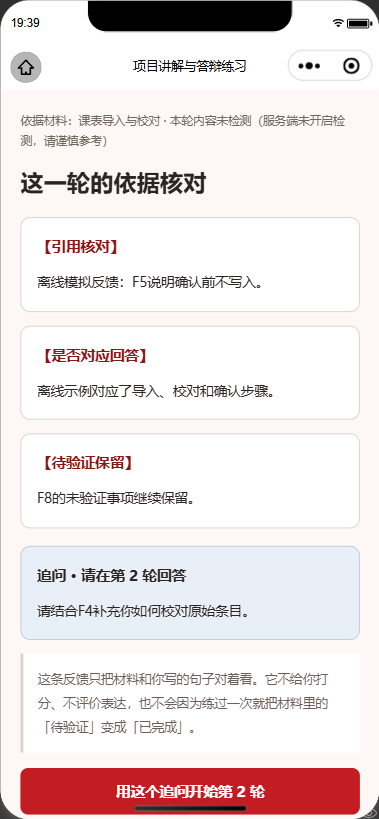 19:39
项目讲解与答辩练习
依据材料：课表导入与校对 · 本轮内容未检测（服务端未开启检
测，请谨慎参考）
这一轮的依据核对
【引用核对】
离线模拟反馈：F5说明确认前不写入。
【是否对应回答】
离线示例对应了导入、校对和确认步骤。
【待验证保留】
F8的未验证事项继续保留。
追问 · 请在第 2 轮回答
请结合F4补充你如何校对原始条目。
这条反馈只把材料和你写的句子对着看。它不给你打
分、不评价表达，也不会因为练过一次就把材料里的
「待验证」变成「已完成」。
用这个追问开始第 2 轮